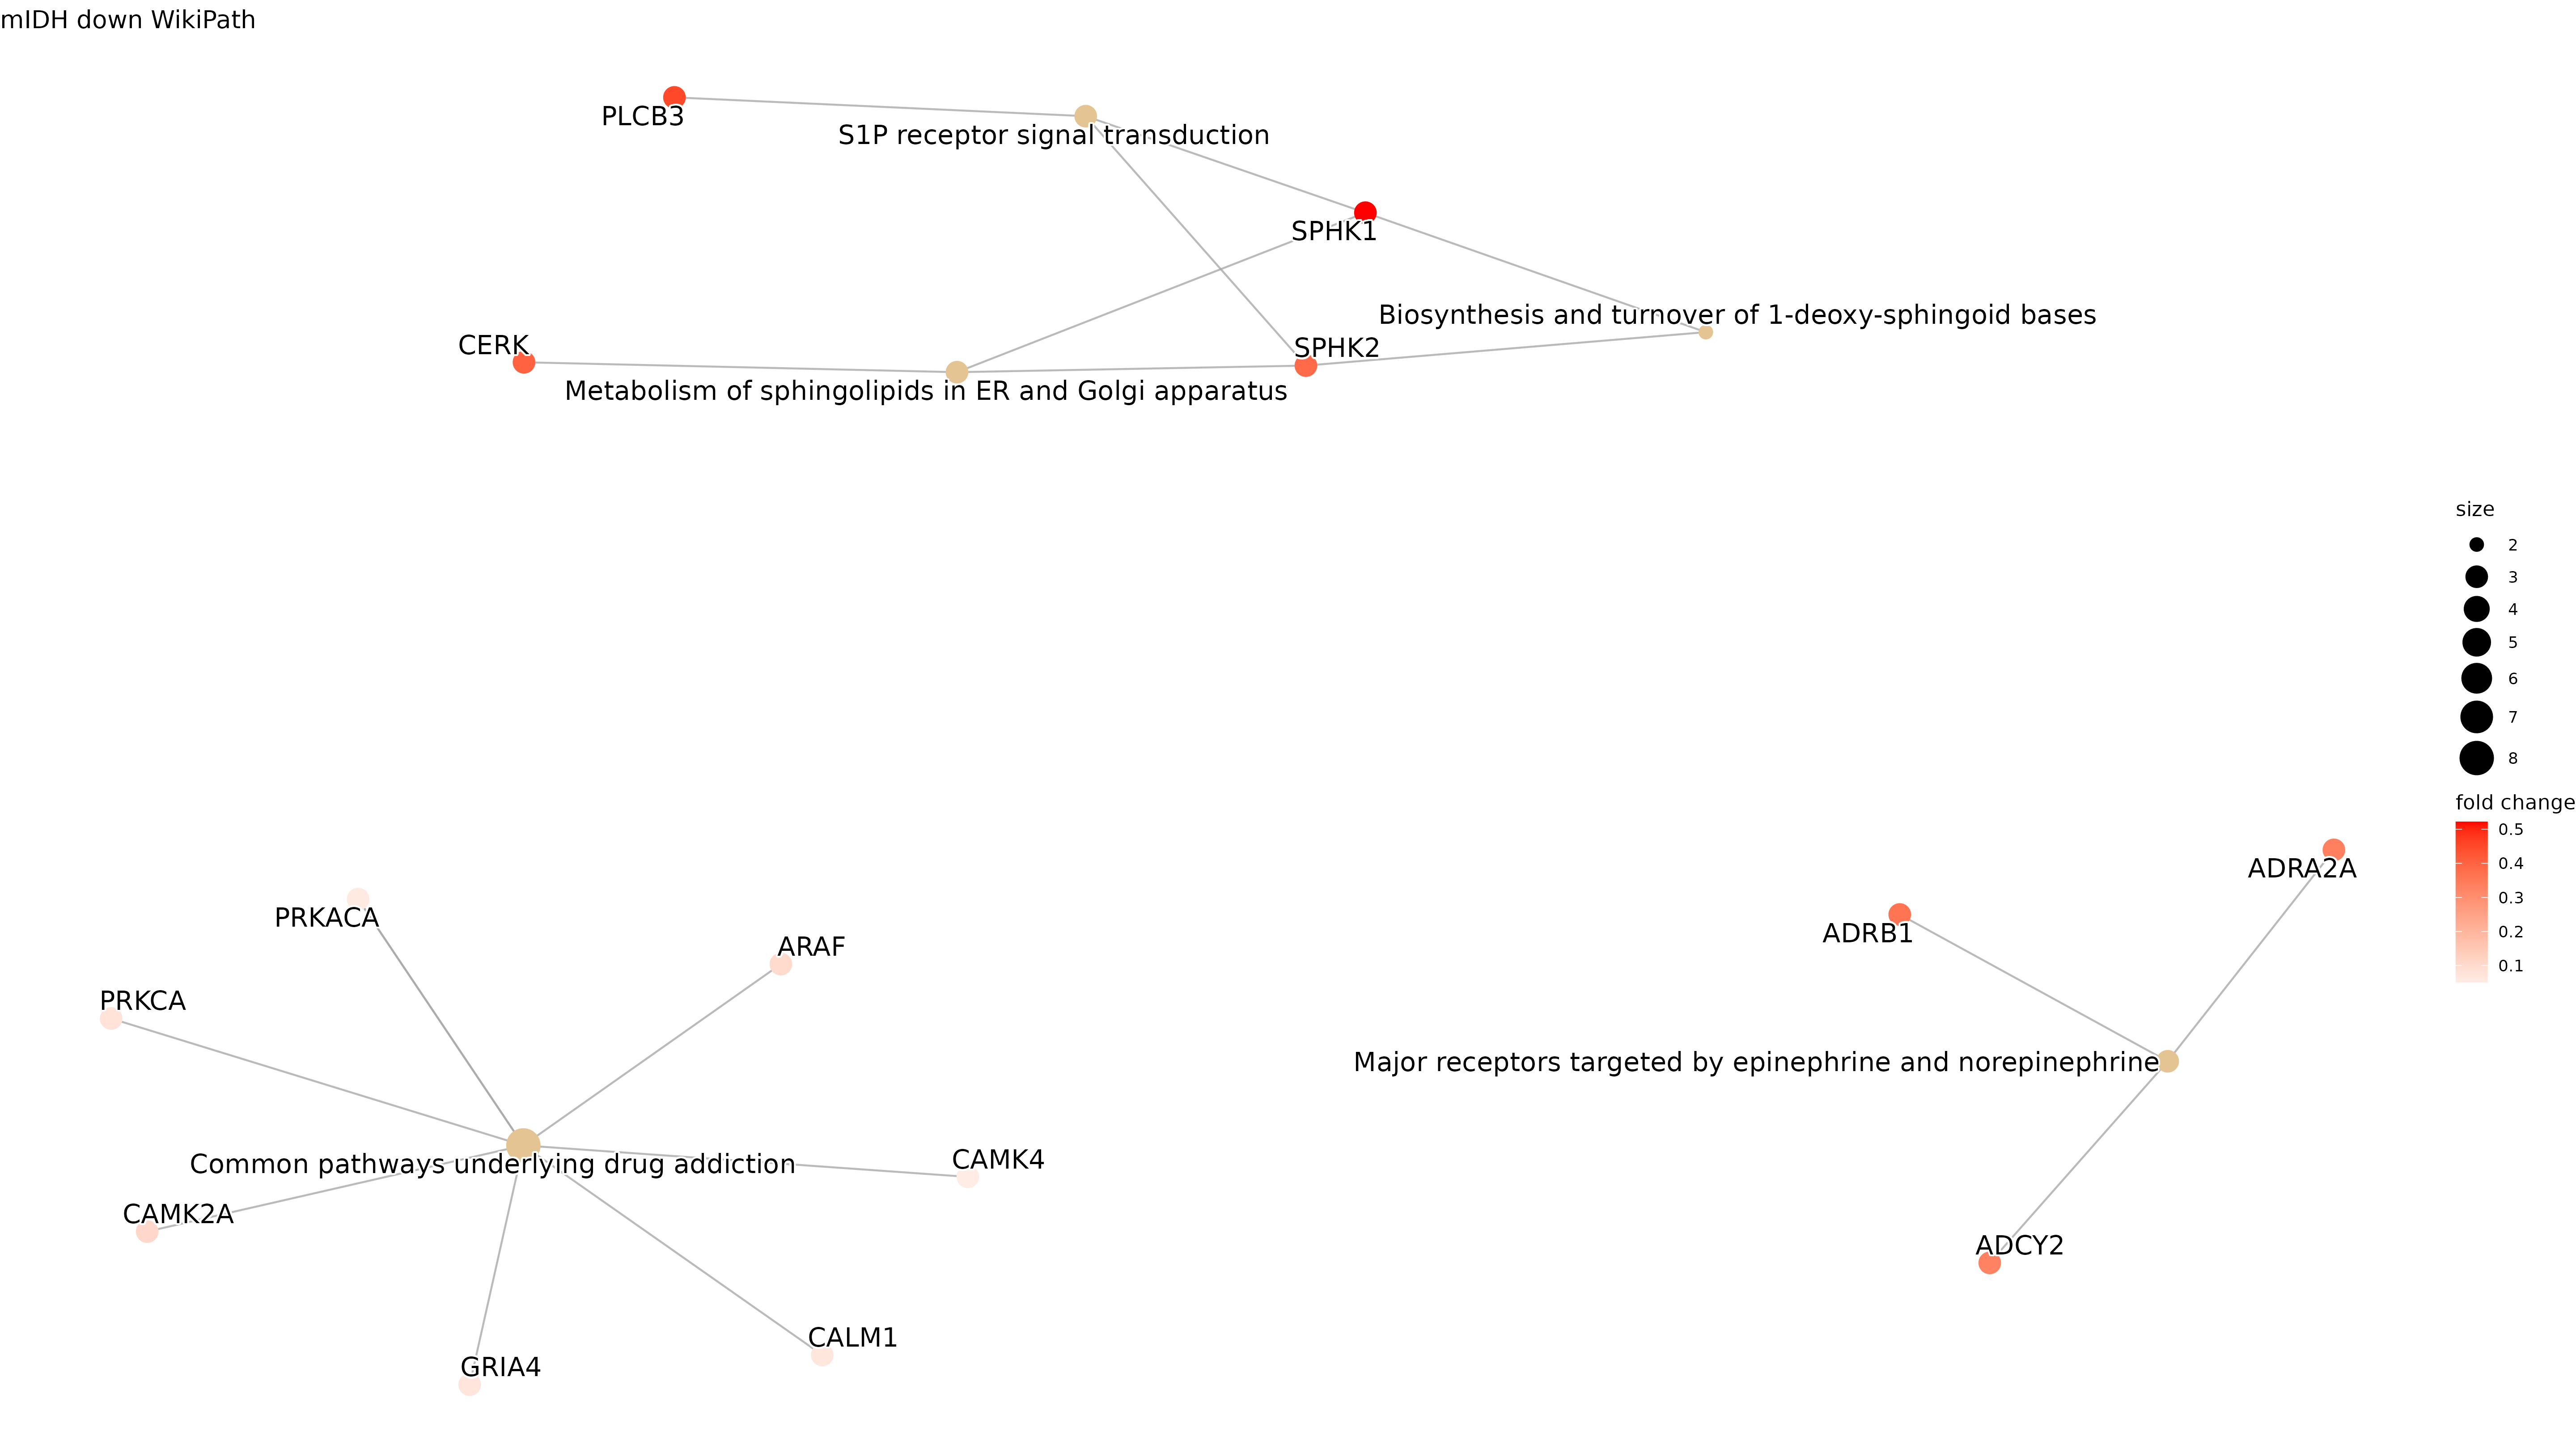 mIDH down WikiPath
PLCB3
S1P receptor signal transduction
SPHK1
Biosynthesis and turnover of 1-deoxy-sphingoid bases
CERK
SPHK2
Metabolism of sphingolipids in ER and Golgi apparatus
size
2
3
4
5
6
7
8
fold change
0.5
0.4
0.3
0.2
0.1
ADRA2A
ADRB1
Major receptors targeted by epinephrine and norepinephrine
ADCY2
PRKACA
ARAF
PRKCA
Common pathways underlying drug addiction
CAMK4
CAMK2A
CALM1
GRIA4